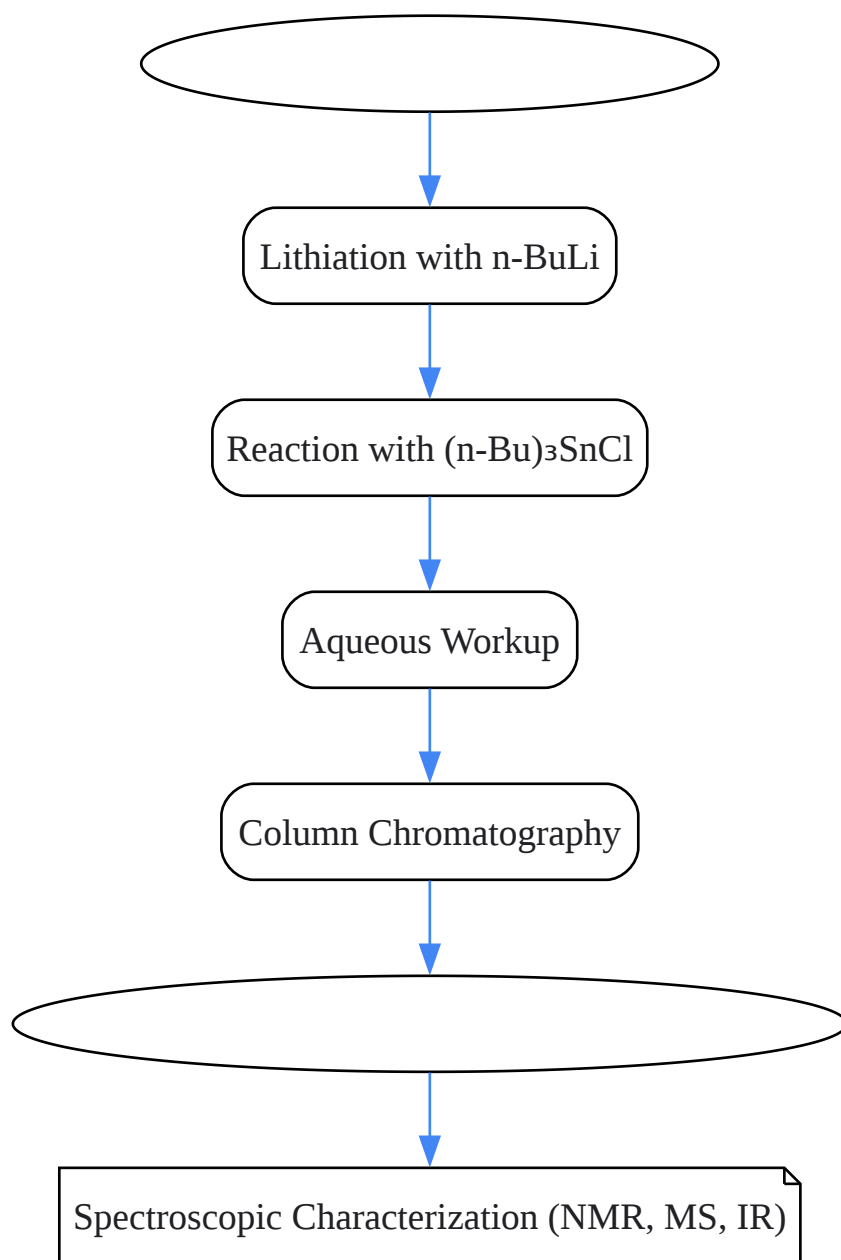 Lithiation with n-BuLi
Reaction with (n-Bu)₃SnCl
Aqueous Workup
Column Chromatography
Spectroscopic Characterization (NMR, MS, IR)